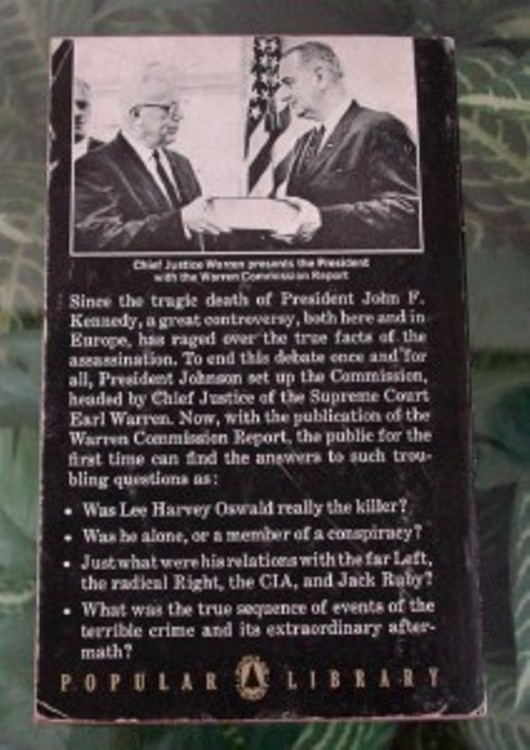 Chief Justice Warren presents the President
with the Warren Commission Report
Since the tragic death of President John F.
Kennedy, a great controversy, both here and in
Europe, has raged over the true facts of the
assassination. To end this debate once and for
all, President Johnson set up the Commission,
headed by Chief Justice of the Supreme Court
Earl Warren. Now, with the publication of the
Warren Commission Report, the public for the
first time can find the answers to such trou-
bling questions as:
• Was Lee Harvey Oswald really the killer?
• Was he alone, or a member of a conspiracy?
• Just what were his relations with the far Left,
the radical Right, the CIA, and Jack Ruby?
• What was the true sequence of events of the
terrible crime and its extraordinary after-
math?
POPULAR LIBRARY